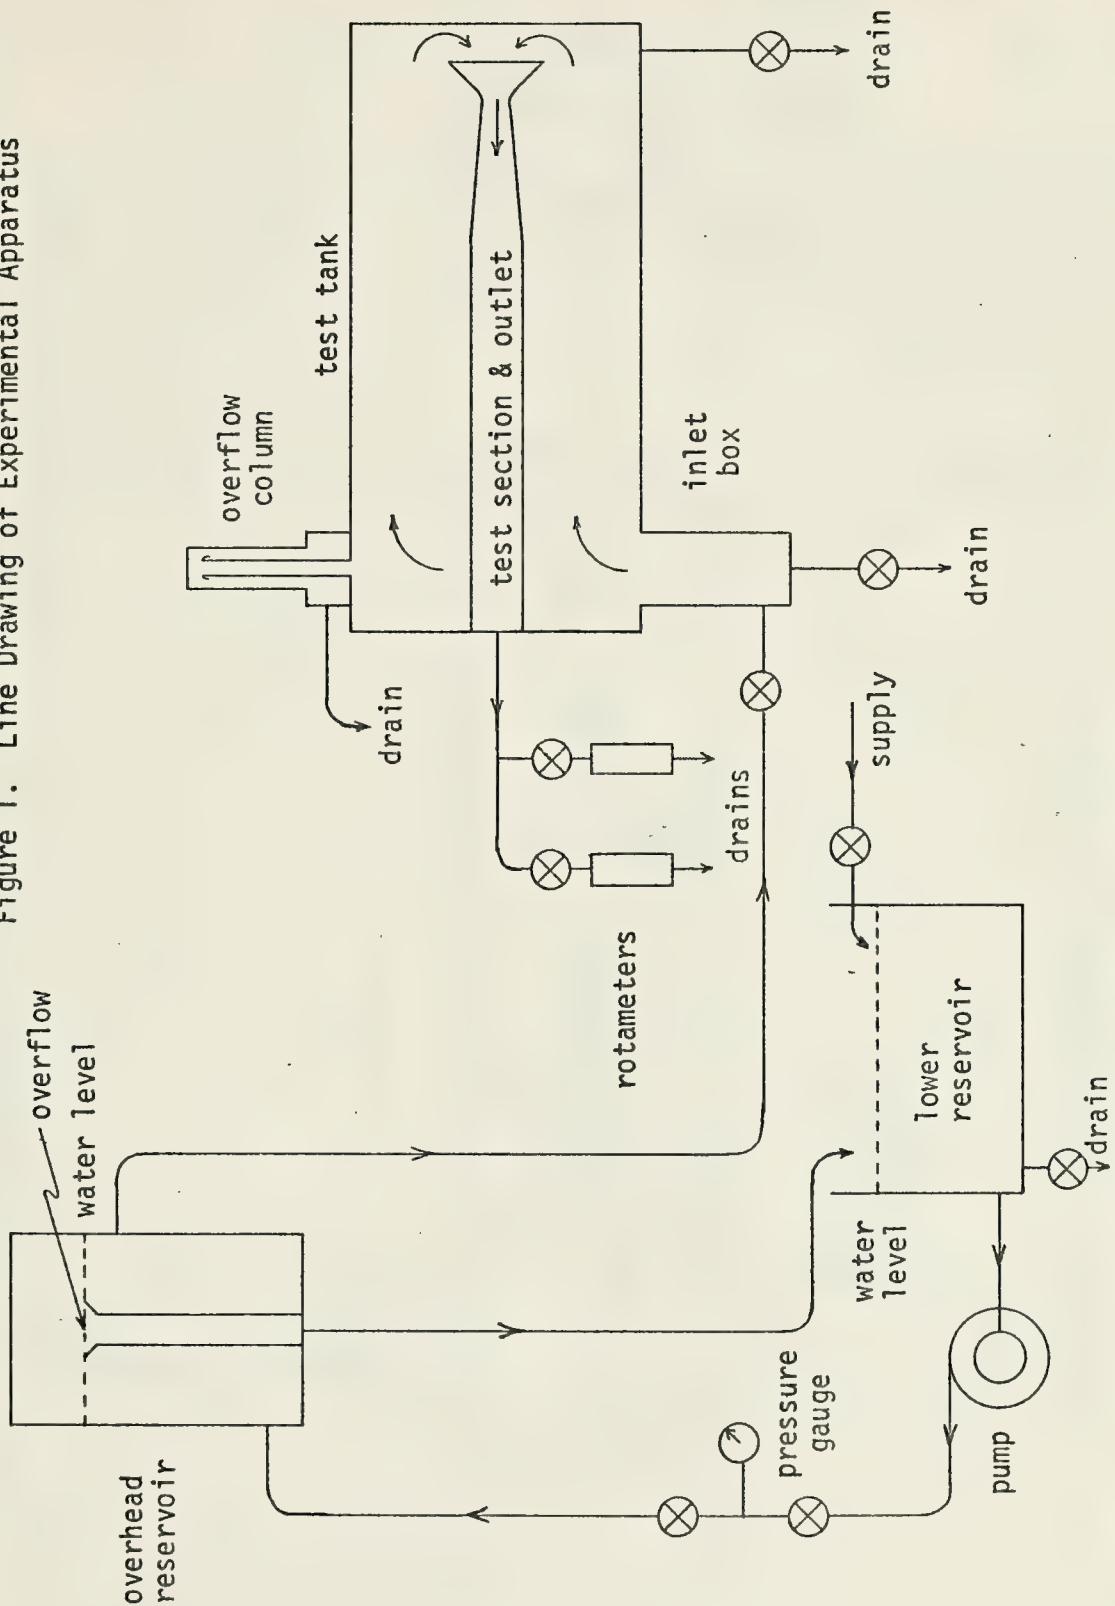 Figure 1. Line Drawing of Experimental Apparatus
overflow
water level
overhead
reservoir
overflow
column
test tank
drain
test section & outlet
drain
rotameters
drains
inlet
box
pressure
gauge
water
level
supply
drain
lower
reservoir
pump
drain